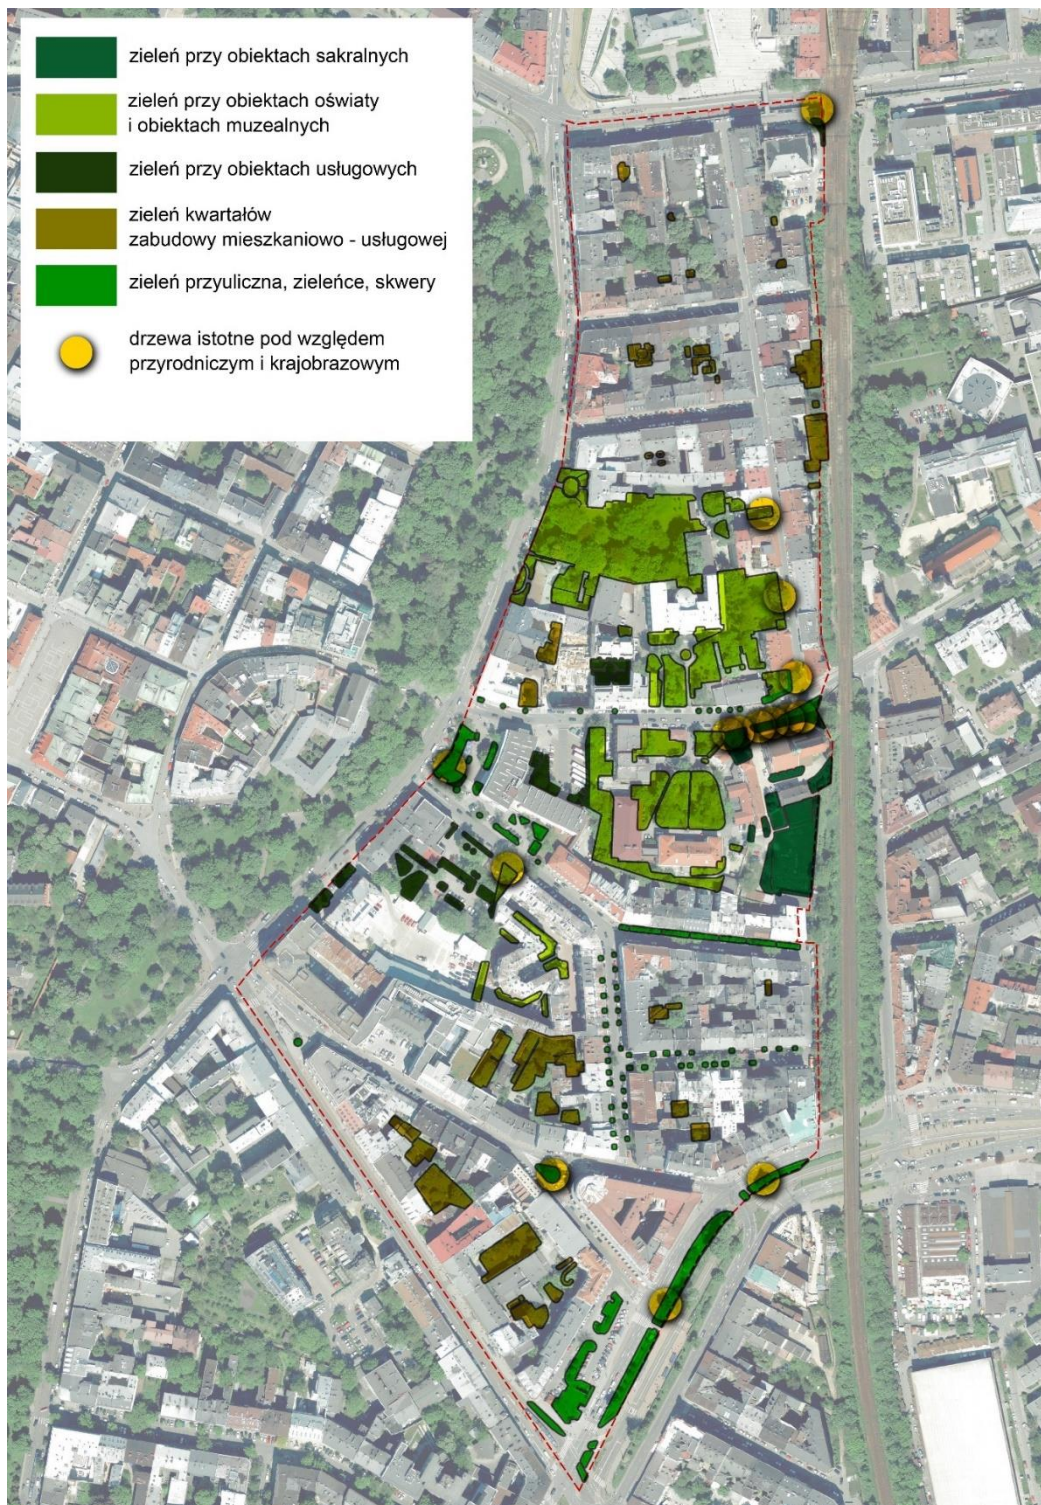 zieleń przy obiektach sakralnych
zieleń przy obiektach oświaty
i obiektach muzealnych
zieleń przy obiektach usługowych
zieleń kwartałów
zabudowy mieszkaniowo - usługowej
zieleń przyuliczna, zieleńce, skwery
drzewa istotne pod względem
przyrodniczym i krajobrazowym